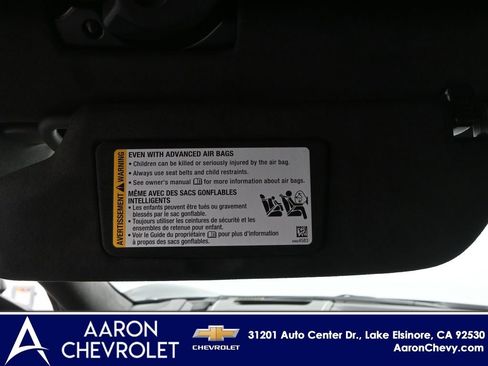 AVERTISSEMENT WARNING
EVEN WITH ADVANCED AIR BAGS
• Children can be killed or seriously injured by the air bag.
• Always use seat belts and child restraints.
• See owner's manual for more information about air bags.
MÊME AVEC DES SACS GONFLABLES
INTELLIGENTS
• Les enfants peuvent être tués ou gravement
blessés par le sac gonflable.
• Toujours utiliser les ceintures de sécurité et les
ensembles de retenue pour enfant.
• Voir le Guide du propriétaire pour plus d'information
à propos des sacs gonflables.
AARON
CHEVROLET
CHEVROLET
31201 Auto Center Dr., Lake Elsinore, CA 92530
AaronChevy.com